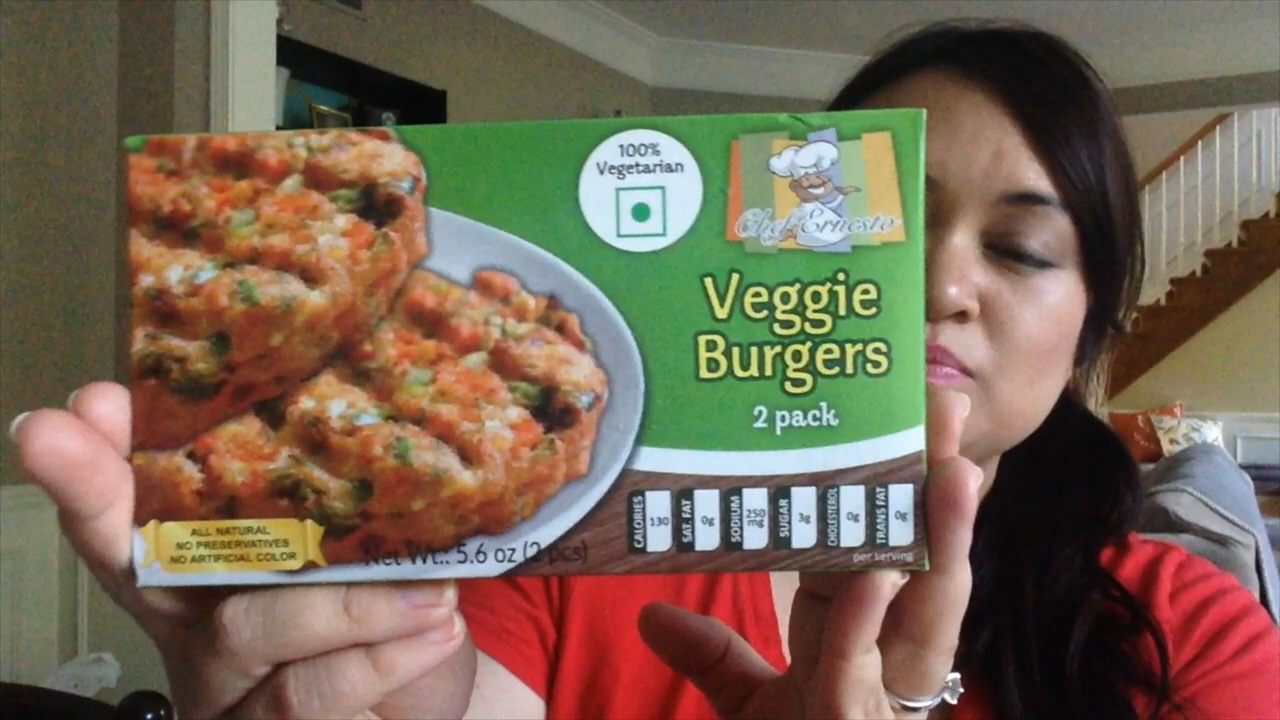 100%
Vegetarian
Chef Ernesto
Veggie
Burgers
2 pack
CALORIES 130
SAT. FAT 0g
SODIUM 250 mg
SUGAR 3g
CHOLESTEROL 0g
TRANS FAT 0g
per serving
ALL NATURAL
NO PRESERVATIVES
NO ARTIFICIAL COLOR
Net Wt.: 5.6 oz (2 pcs)